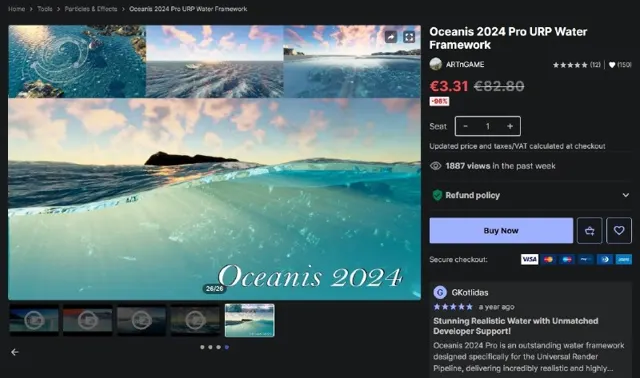 Home > Tools > Particles & Effects > Oceanis 2024 Pro URP Water Framework
Oceanis 2024 Pro URP Water
Framework
ARTnGAME
(12) | (150)
€3.31 €82.80
-96%
Seat - 1 +
Updated price and taxes/VAT calculated at checkout
1887 views in the past week
Refund policy
Buy Now
Secure checkout: VISA
Oceanis 2024
26/26
G GKotlidas
a year ago
Stunning Realistic Water with Unmatched
Developer Support!
Oceanis 2024 Pro is an outstanding water framework
designed specifically for the Universal Render
Pipeline, delivering incredibly realistic and highly...